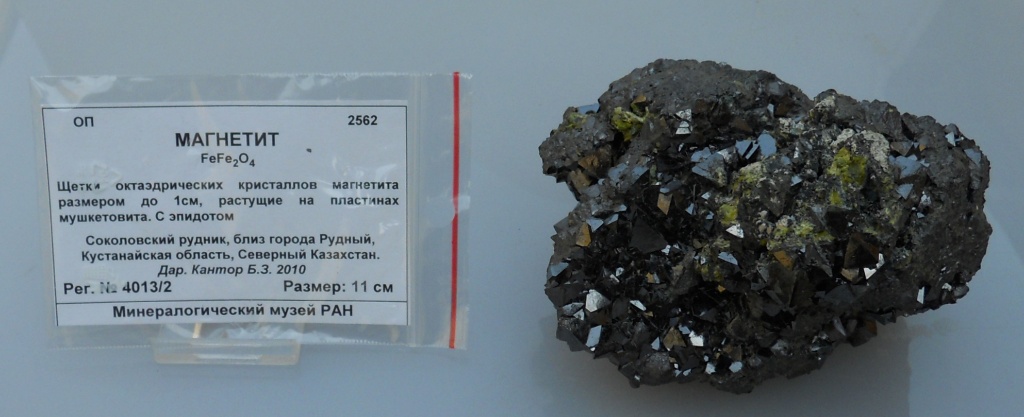 ОП 2562
МАГНЕТИТ
FeFe₂O₄
Щетки октаэдрических кристаллов магнетита
размером до 1см, растущие на пластинах
мушкетовита. С эпидотом
Соколовский рудник, близ города Рудный,
Кустанайская область, Северный Казахстан.
Дар. Кантор Б.З. 2010
Рег. № 4013/2 Размер: 11 см
Минералогический музей РАН